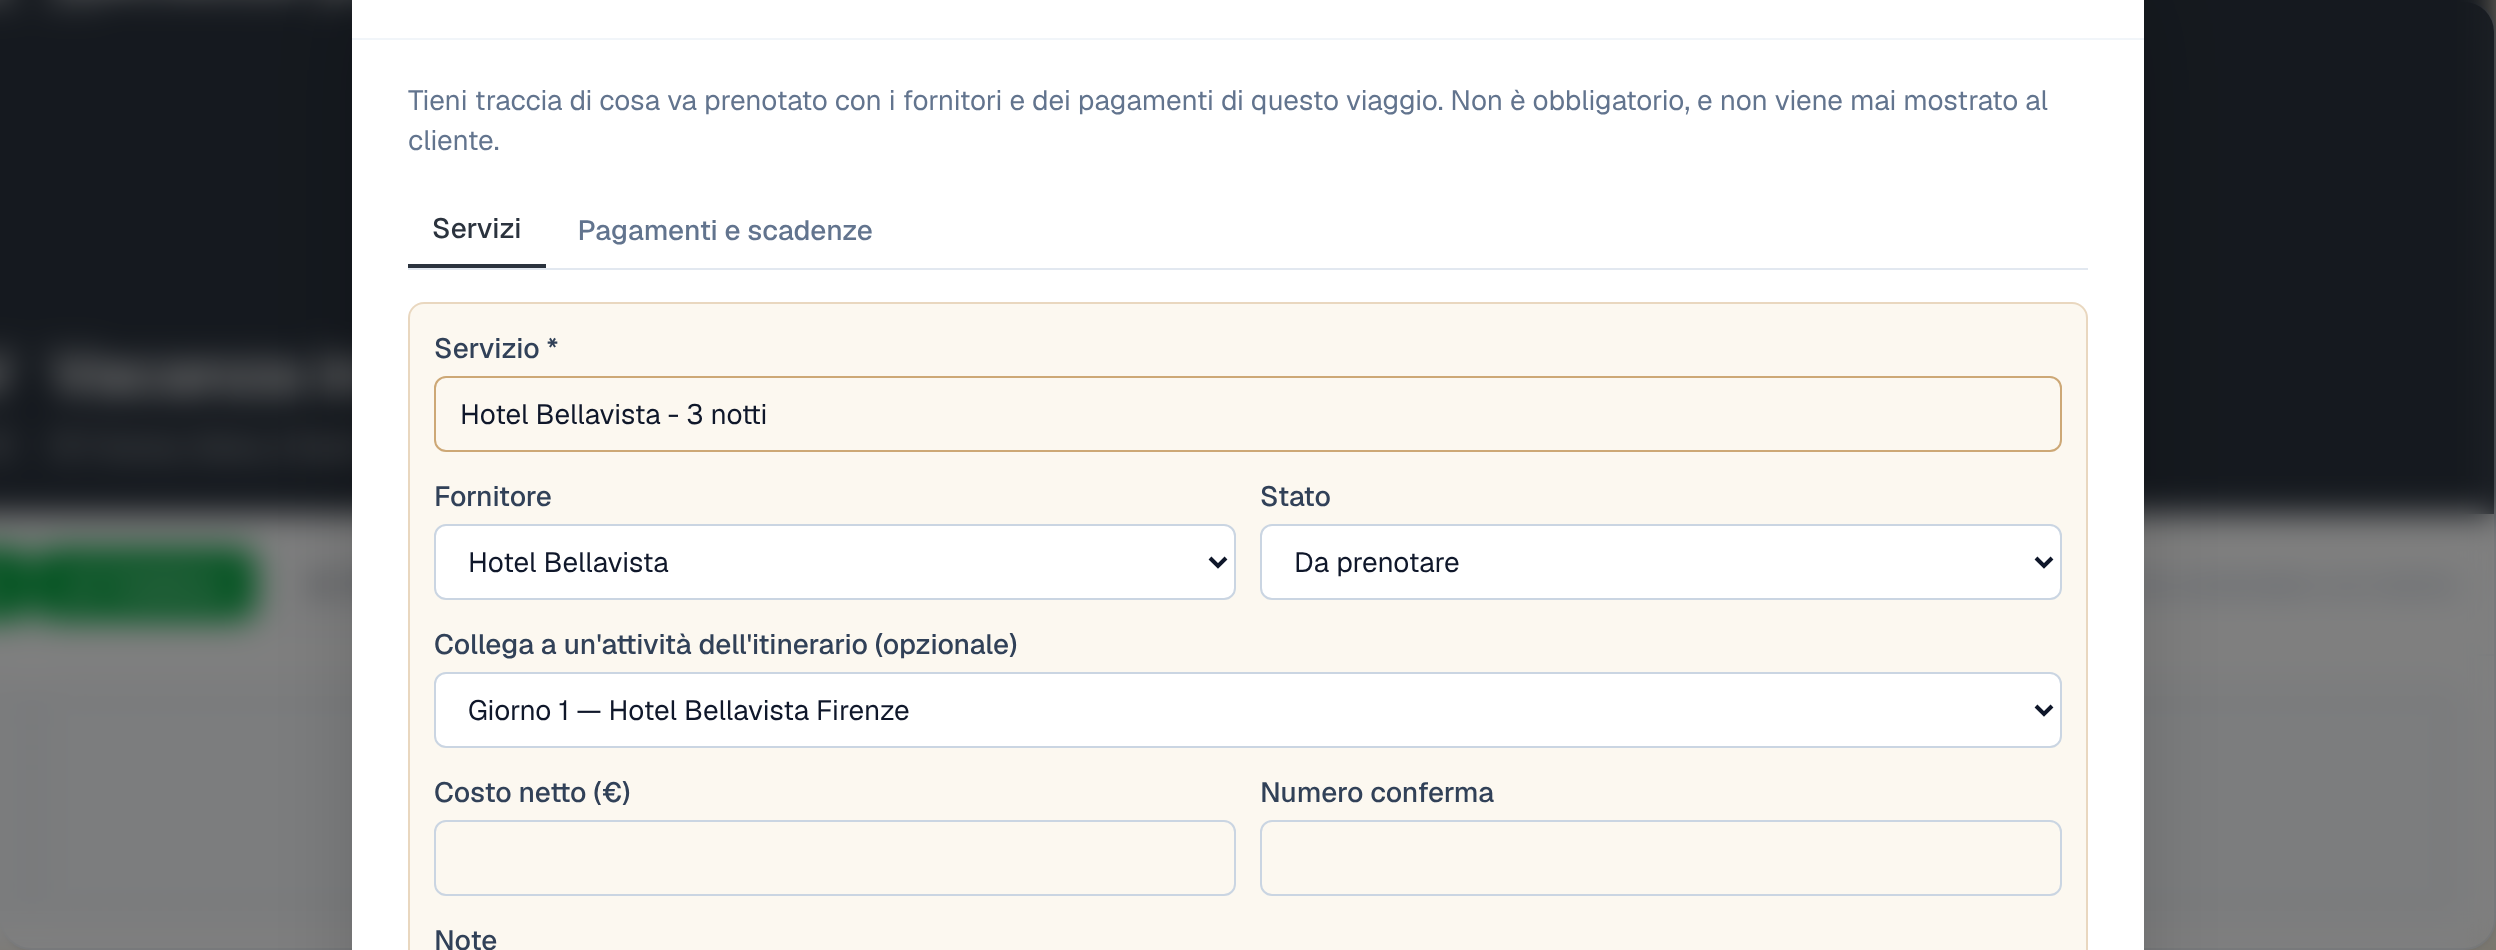 Tieni traccia di cosa va prenotato con i fornitori e dei pagamenti di questo viaggio. Non è obbligatorio, e non viene mai mostrato al
cliente.
Servizi
Pagamenti e scadenze
Servizio *
Hotel Bellavista - 3 notti
Fornitore
Stato
Hotel Bellavista
Da prenotare
Collega a un'attività dell'itinerario (opzionale)
Giorno 1 — Hotel Bellavista Firenze
Costo netto (€)
Numero conferma
Note